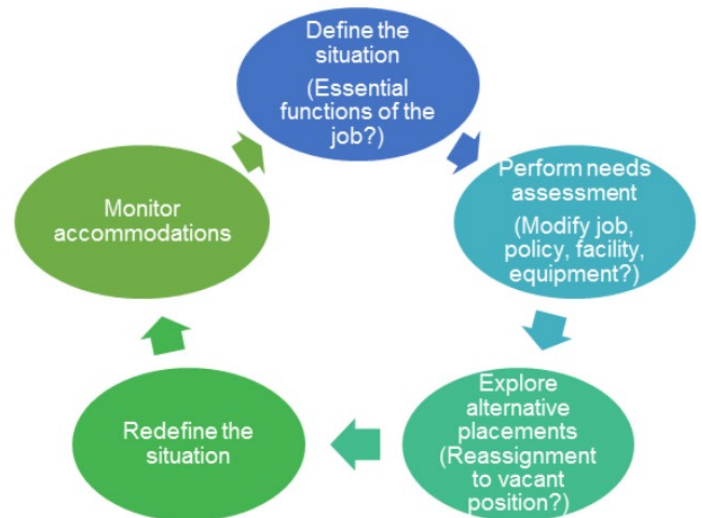 Define the
situation
(Essential
functions of the
job?)
Perform needs
assessment
(Modify job,
policy, facility,
equipment?)
Explore
alternative
placements
(Reassignment
to vacant
position?)
Redefine the
situation
Monitor
accommodations